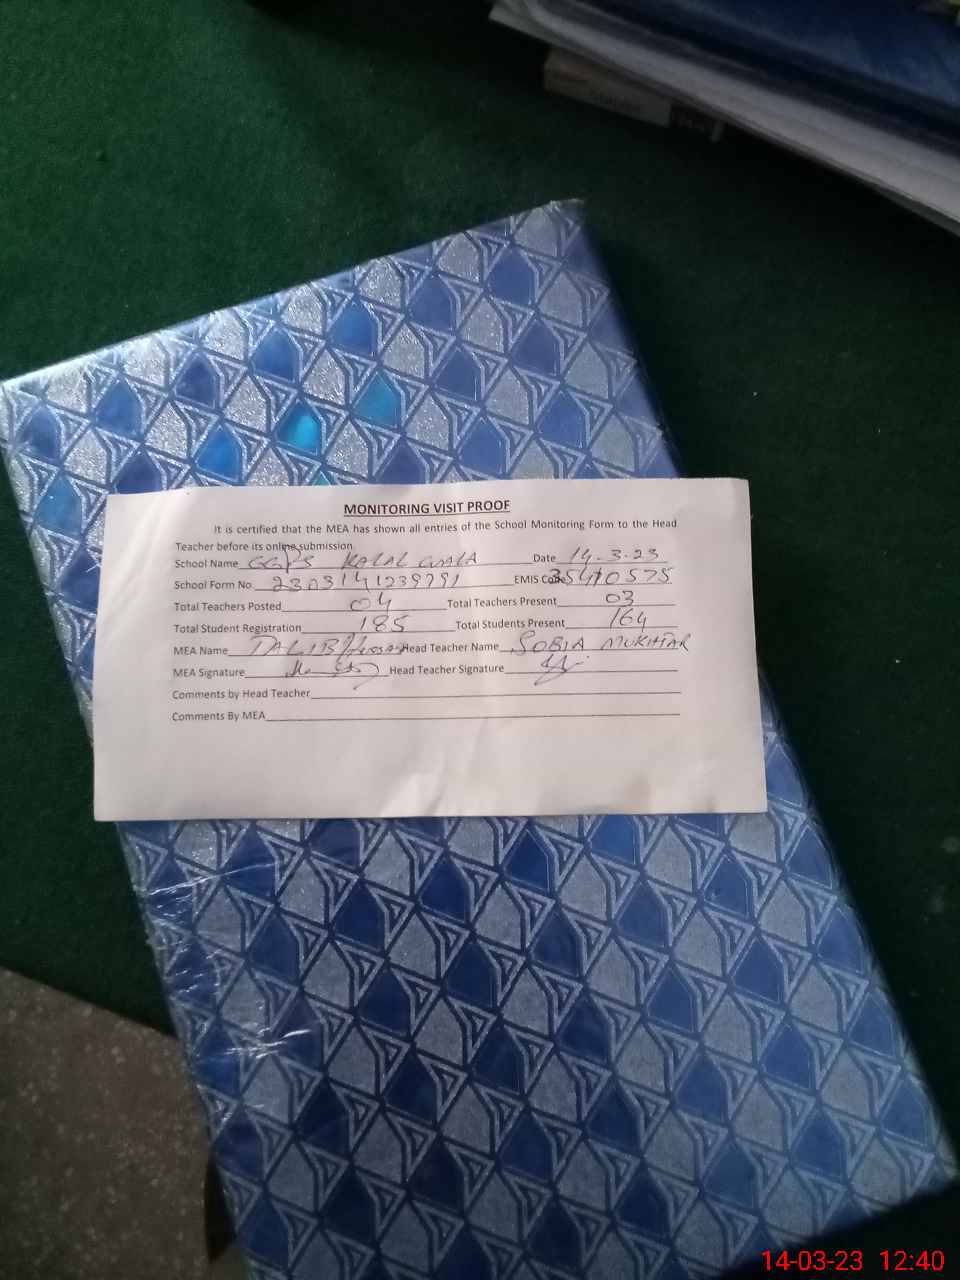 MONITORING VISIT PROOF
It is certified that the MEA has shown all entries of the School Monitoring Form to the Head
Teacher before its online submission.
School Name GGPS KALAL WALA Date 14-3-23
School Form No. 2303141239791 EMIS Code 35410575
Total Teachers Posted 04 Total Teachers Present 03
Total Student Registration 185 Total Students Present 164
MEA Name TALIB Hussain Head Teacher Name SOBIA MUKHTAR
MEA Signature Head Teacher Signature
Comments by Head Teacher
Comments By MEA
14-03-23 12:40